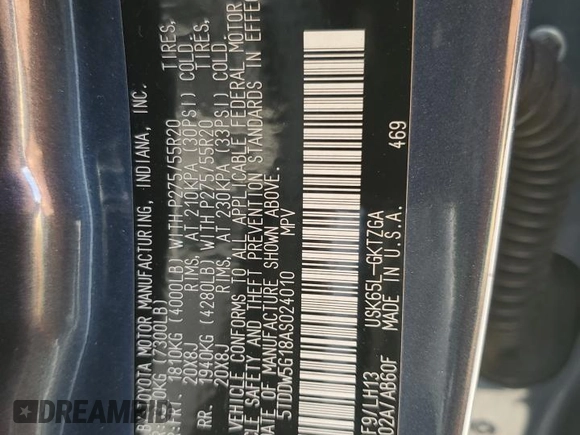 TOYOTA MOTOR MANUFACTURING, INDIANA, INC.
(7300LB)
FRT. 1810KG (4000LB) WITH P275/55R20 TIRES,
20X8J RIMS, AT 210KPA (30PSI) COLD
RR. 1940KG (4280LB) WITH P275/55R20 TIRES,
20X8J RIMS, AT 230KPA (33PSI) COLD
VEHICLE CONFORMS TO ALL APPLICABLE FEDERAL MOTOR
SAFETY AND THEFT PREVENTION STANDARDS IN EFFECT
DATE OF MANUFACTURE SHOWN ABOVE.
5TDDW5G18AS024010 MPV
469
F9/LH13 USK65L-GKTZGA
02A/AB60F MADE IN U.S.A.
DREAMBID